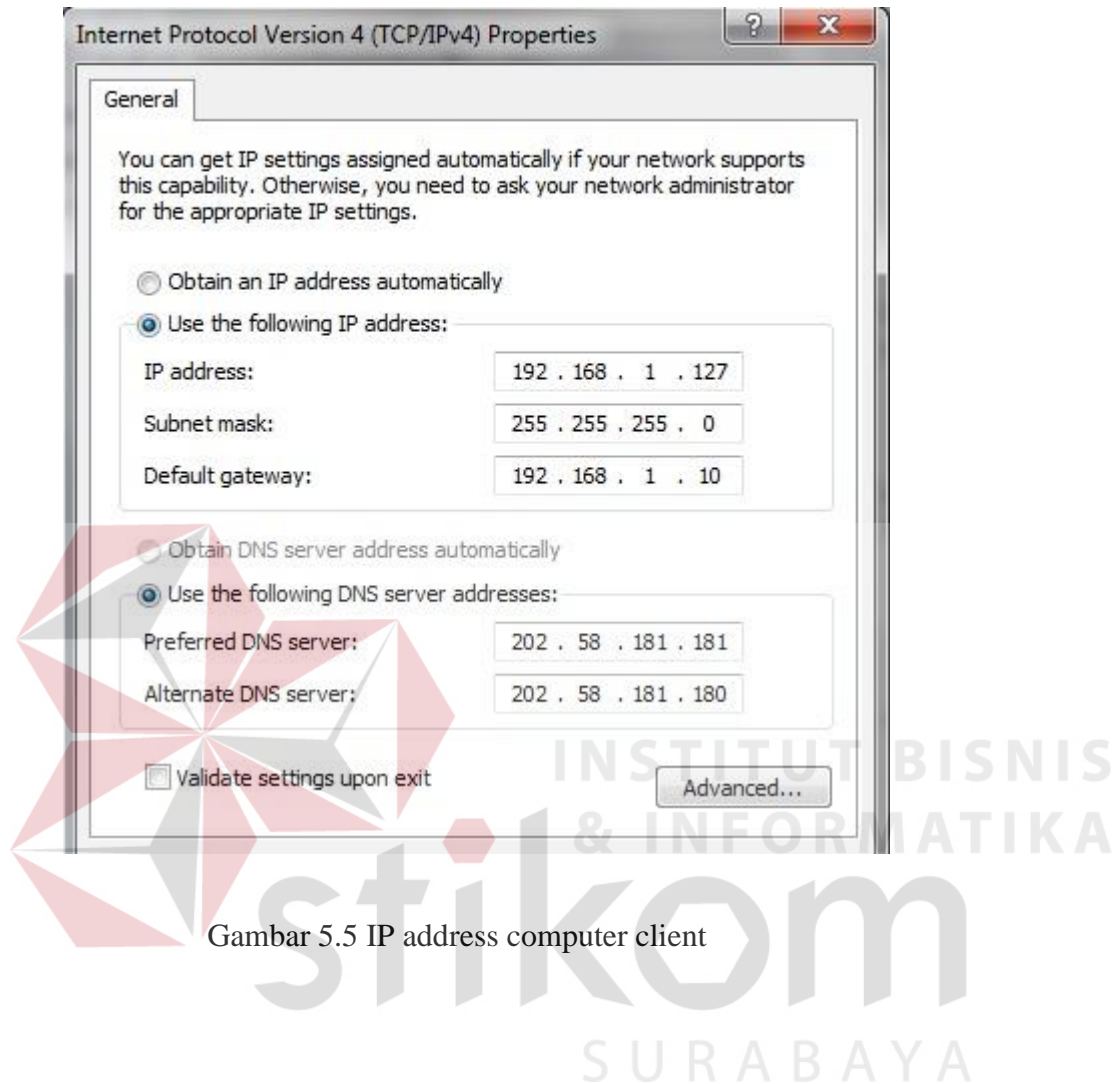 Internet Protocol Version 4 (TCP/IPv4) Properties
?
General
You can get IP settings assigned automatically if your network supports
this capability. Otherwise, you need to ask your network administrator
for the appropriate IP settings.
Obtain an IP address automatically
Use the following IP address:
IP address: 192 . 168 . 1 . 127
Subnet mask: 255 . 255 . 255 . 0
Default gateway: 192 . 168 . 1 . 10
Obtain DNS server address automatically
Use the following DNS server addresses:
Preferred DNS server: 202 . 58 . 181 . 181
Alternate DNS server: 202 . 58 . 181 . 180
Validate settings upon exit
Advanced...
INSTITUT BISNIS
& INFORMATIKA
stikom
Gambar 5.5 IP address computer client
SURABAYA